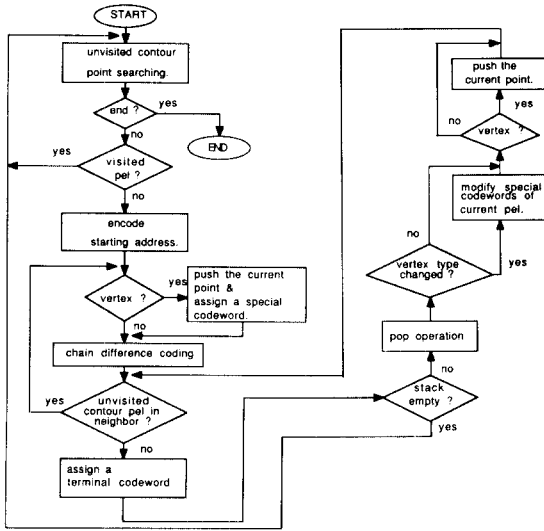 START
unvisited contour
point searching.
end ?
yes
no
END
yes
visited
pel ?
no
encode
starting address.
vertex ?
yes
push the current
point &
assign a special
codeword.
no
chain difference coding
unvisited
contour pel in
neighbor ?
yes
no
assign a
terminal codeword
push the
current point.
yes
no
vertex ?
modify special
codewords of
current pel.
no
vertex type
changed ?
yes
pop operation
no
stack
empty ?
yes